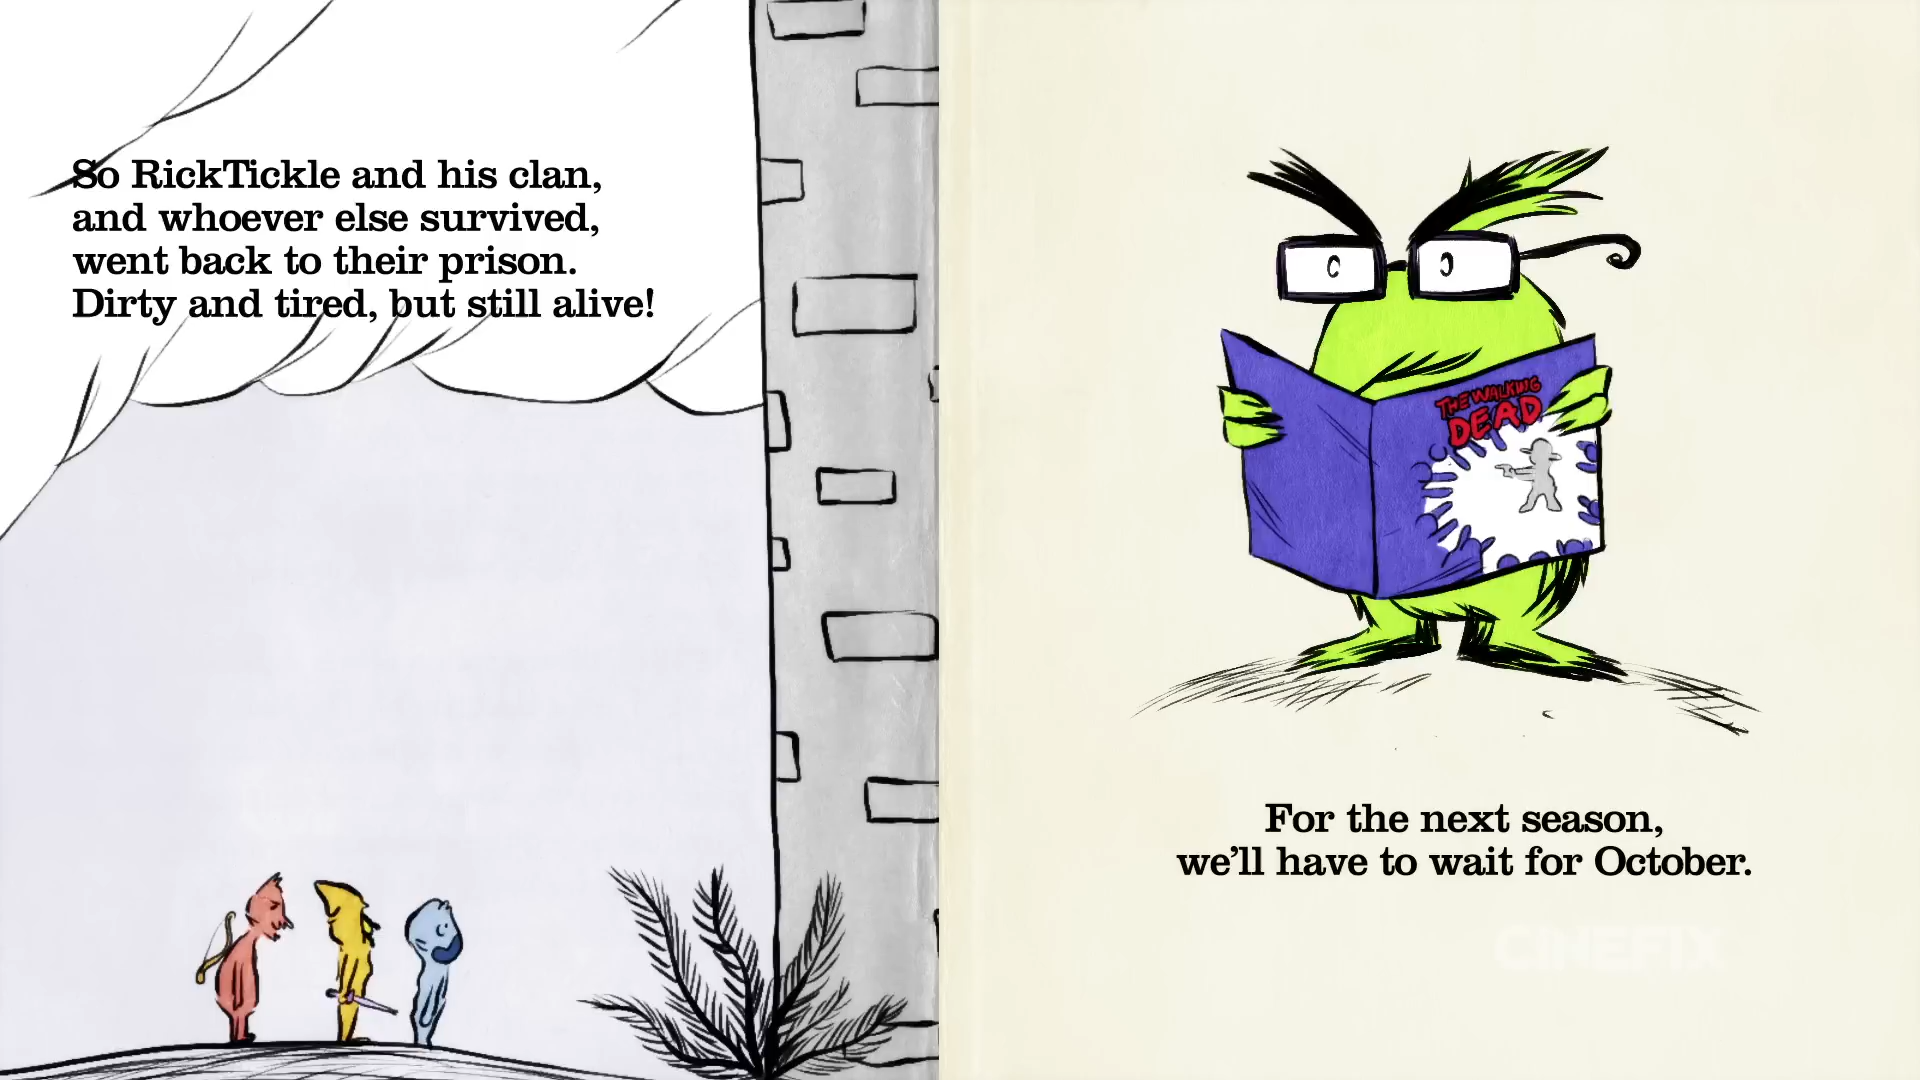 So RickTickle and his clan,
and whoever else survived,
went back to their prison.
Dirty and tired, but still alive!
THE WALKING
DEAD
For the next season,
we’ll have to wait for October.
CINEFIX